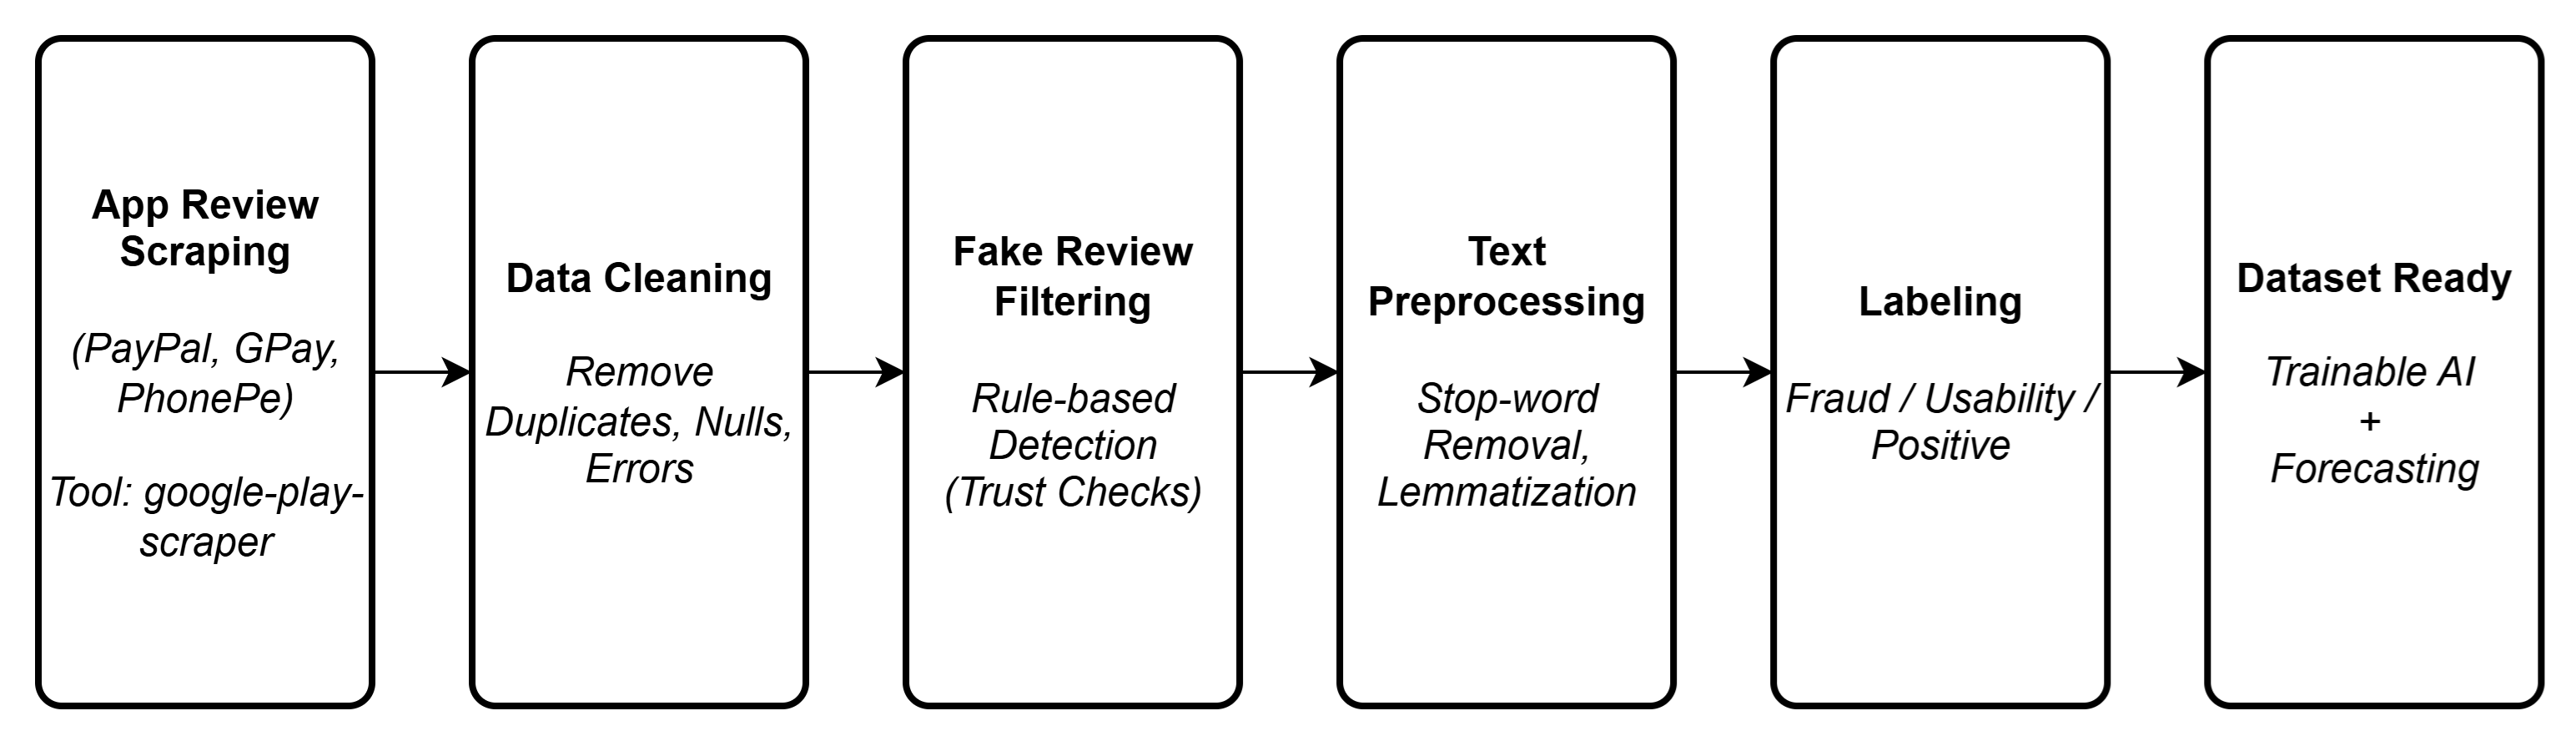 App Review
Scraping
(PayPal, GPay,
PhonePe)
Tool: google-play-
scraper
Data Cleaning
Remove
Duplicates, Nulls,
Errors
Fake Review
Filtering
Rule-based
Detection
(Trust Checks)
Text
Preprocessing
Stop-word
Removal,
Lemmatization
Labeling
Fraud / Usability /
Positive
Dataset Ready
Trainable AI
+
Forecasting